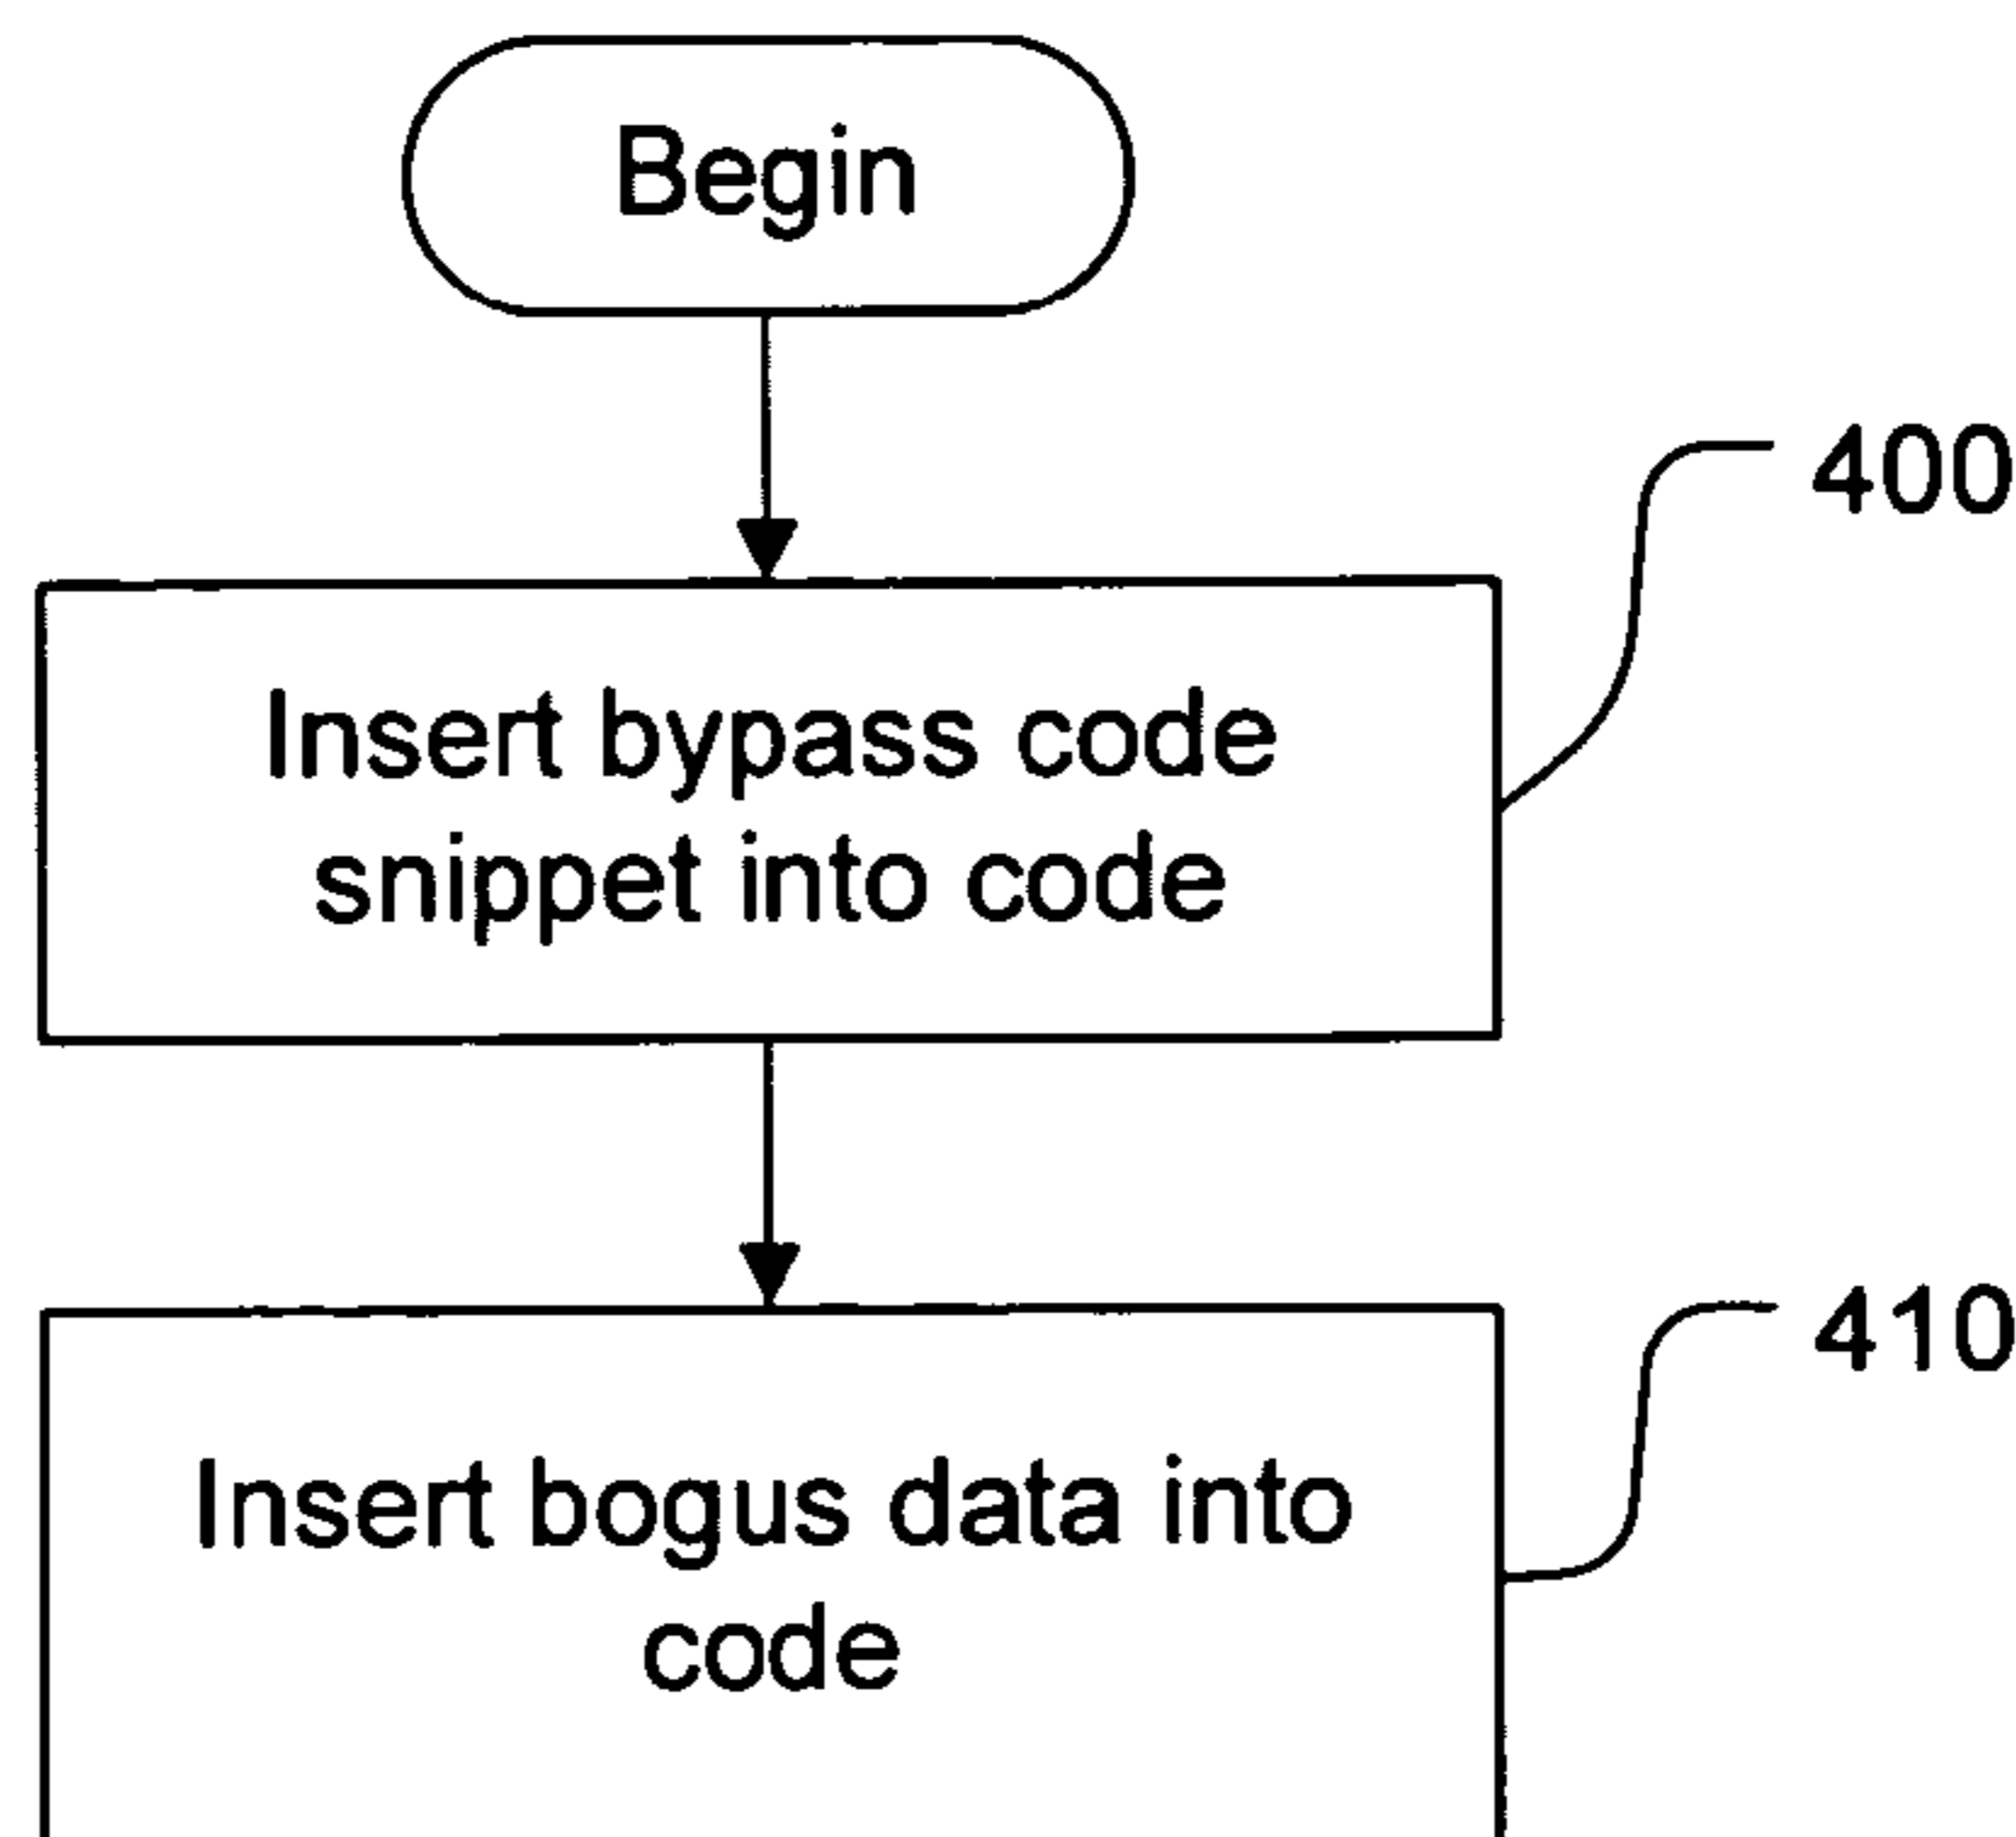 Begin
400
Insert bypass code
snippet into code
410
Insert bogus data into
code